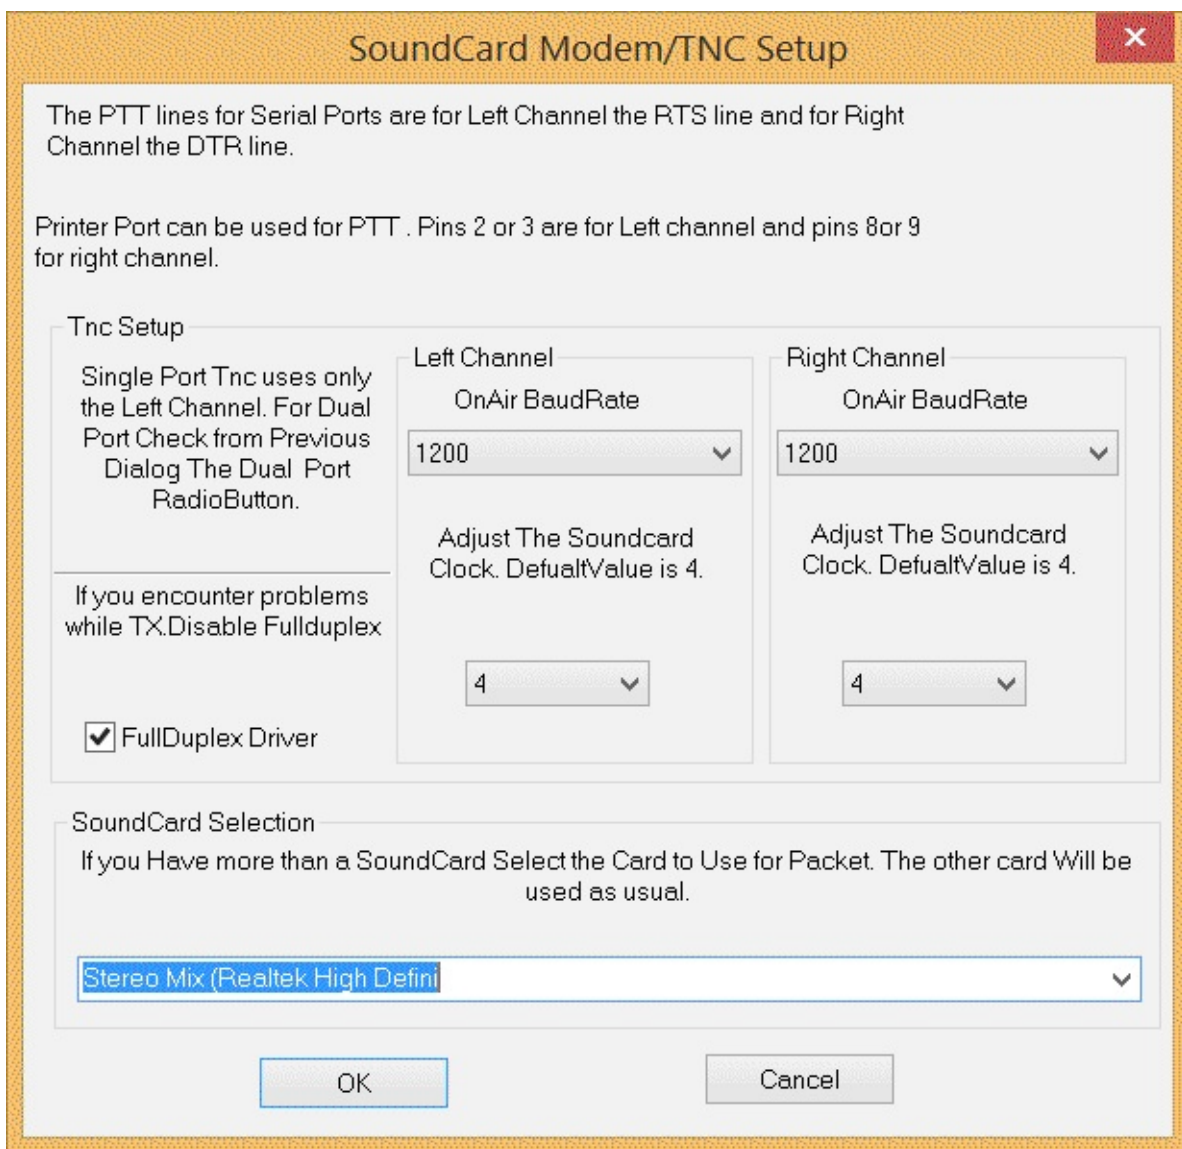 SoundCard Modem/TNC Setup
The PTT lines for Serial Ports are for Left Channel the RTS line and for Right
Channel the DTR line.
Printer Port can be used for PTT . Pins 2 or 3 are for Left channel and pins 8or 9
for right channel.
Tnc Setup
Single Port Tnc uses only
the Left Channel. For Dual
Port Check from Previous
Dialog The Dual Port
RadioButton.
If you encounter problems
while TX.Disable Fullduplex
FullDuplex Driver
Left Channel
OnAir BaudRate
1200
Adjust The Soundcard
Clock. DefualtValue is 4.
4
Right Channel
OnAir BaudRate
1200
Adjust The Soundcard
Clock. DefualtValue is 4.
4
SoundCard Selection
If you Have more than a SoundCard Select the Card to Use for Packet. The other card Will be
used as usual.
Stereo Mix (Realtek High Defini
OK
Cancel